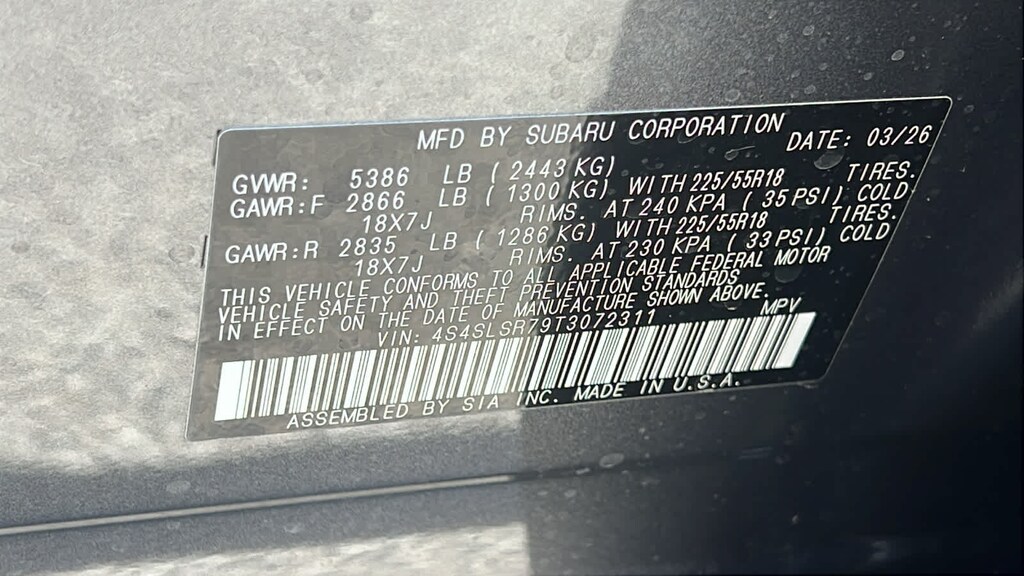 MFD BY SUBARU CORPORATION DATE: 03/26
GVWR: 5386 LB ( 2443 KG)
GAWR:F 2866 LB ( 1300 KG) WITH 225/55R18 TIRES.
18X7J RIMS. AT 240 KPA ( 35 PSI) COLD
GAWR:R 2835 LB ( 1286 KG) WITH 225/55R18 TIRES.
18X7J RIMS. AT 230 KPA ( 33 PSI) COLD
THIS VEHICLE CONFORMS TO ALL APPLICABLE FEDERAL MOTOR
VEHICLE SAFETY AND THEFT PREVENTION STANDARDS
IN EFFECT ON THE DATE OF MANUFACTURE SHOWN ABOVE.
VIN: 4S4SLSR79T3072311 MPV
ASSEMBLED BY SIA INC. MADE IN U.S.A.